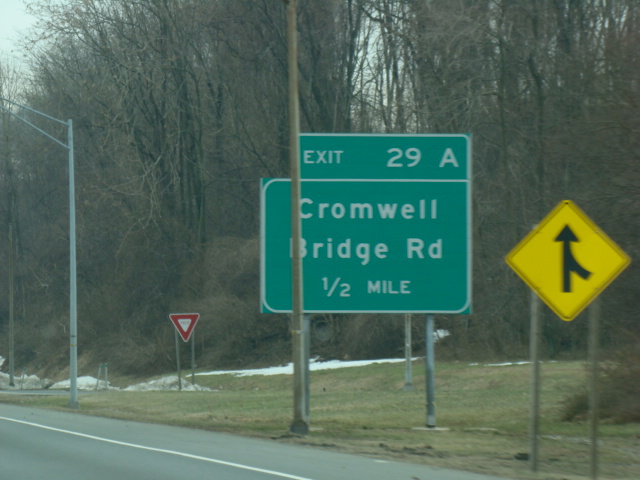 EXIT 29 A
Cromwell
Bridge Rd
1/2 MILE